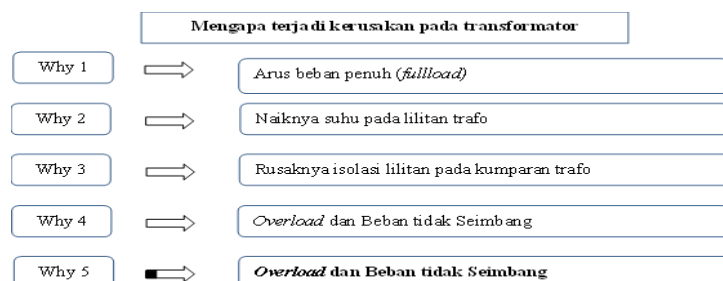 Mengapa terjadi kerusakan pada transformator
Why 1
Arus beban penuh (fullload)
Why 2
Naiknya suhu pada lilitan trafo
Why 3
Rusaknya isolasi lilitan pada kumparan trafo
Why 4
Overload dan Beban tidak Seimbang
Why 5
Overload dan Beban tidak Seimbang